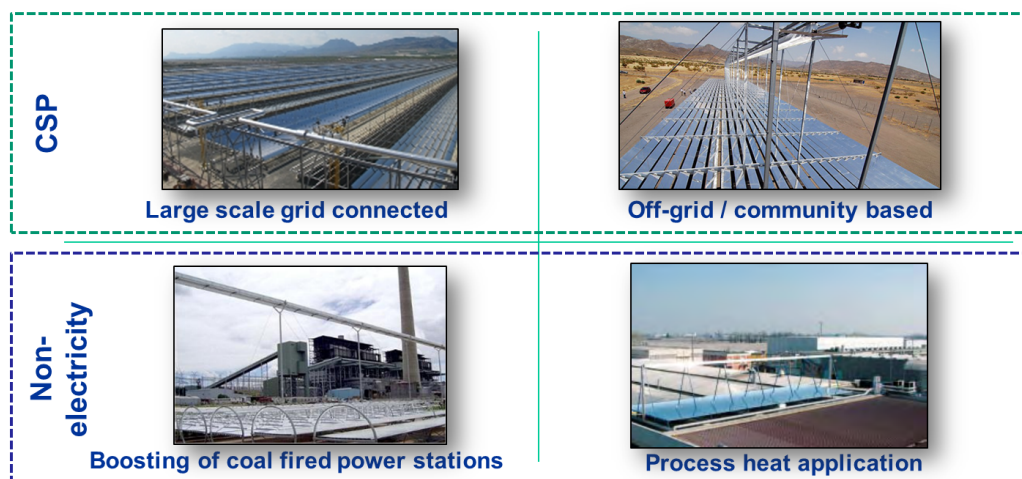 CSP
Large scale grid connected
Off-grid / community based
Non-
electricity
Boosting of coal fired power stations
Process heat application